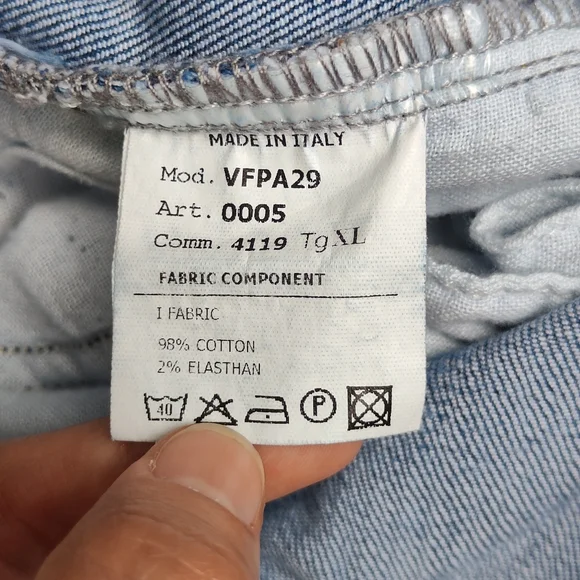 MADE IN ITALY
Mod. VFPA29
Art. 0005
Comm. 4119 Tg XL
FABRIC COMPONENT
I FABRIC
98% COTTON
2% ELASTHAN
40 P